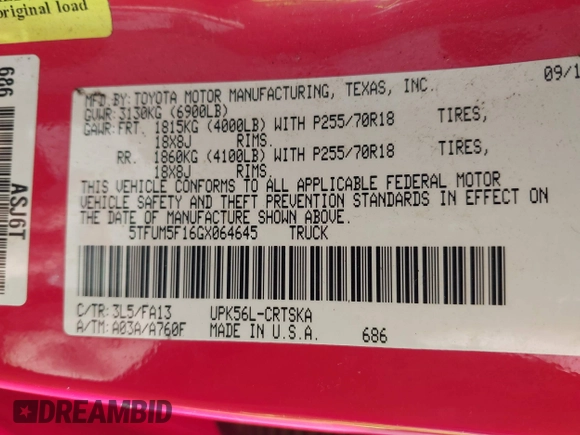 original load
686
ASJ6T
09/1
MFD.BY:TOYOTA MOTOR MANUFACTURING, TEXAS, INC.
GVWR:3130KG (6900LB)
GAWR:FRT. 1815KG (4000LB) WITH P255/70R18 TIRES,
18X8J RIMS.
RR. 1860KG (4100LB) WITH P255/70R18 TIRES,
18X8J RIMS.
THIS VEHICLE CONFORMS TO ALL APPLICABLE FEDERAL MOTOR
VEHICLE SAFETY AND THEFT PREVENTION STANDARDS IN EFFECT ON
THE DATE OF MANUFACTURE SHOWN ABOVE.
5TFUM5F16GX064645 TRUCK
C/TR:3L5/FA13 UPK56L-CRTSKA
A/TM:A03A/A760F MADE IN U.S.A. 686
DREAMBID